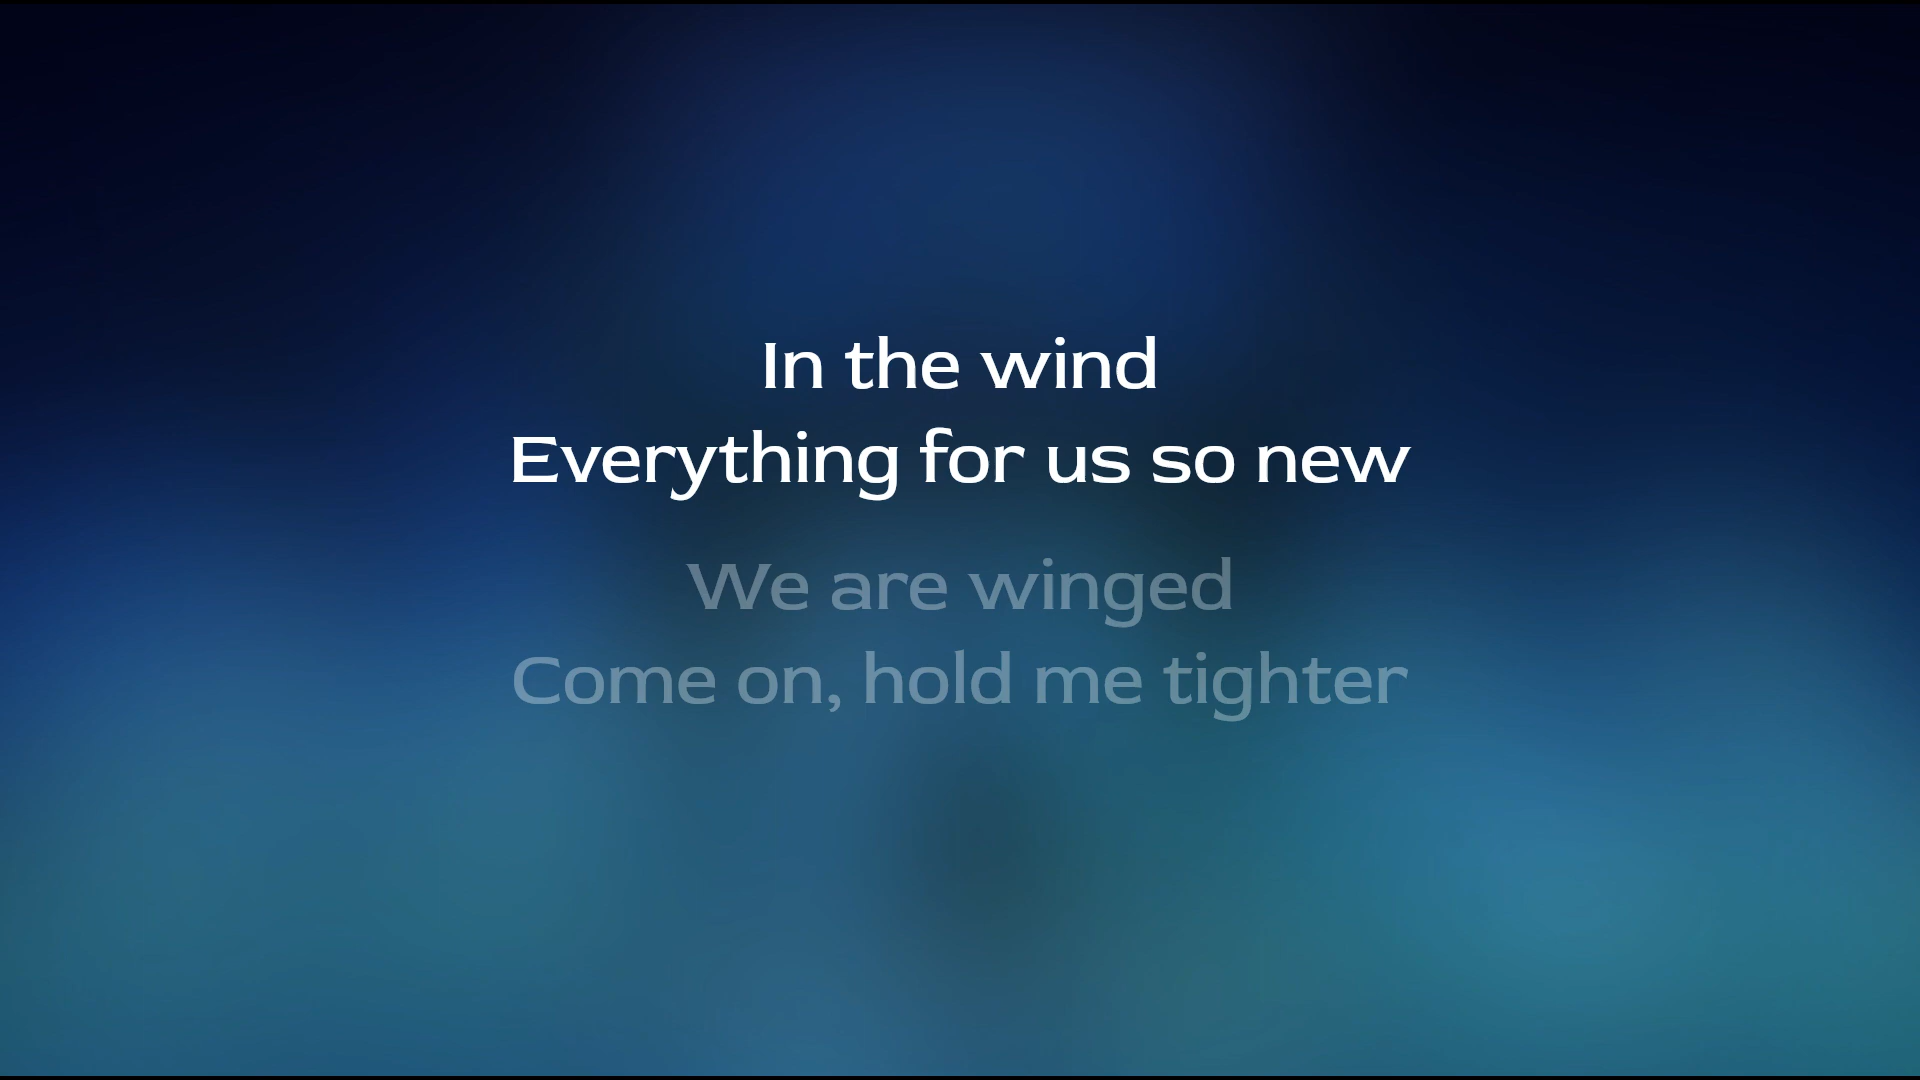 In the wind
Everything for us so new
We are winged
Come on, hold me tighter